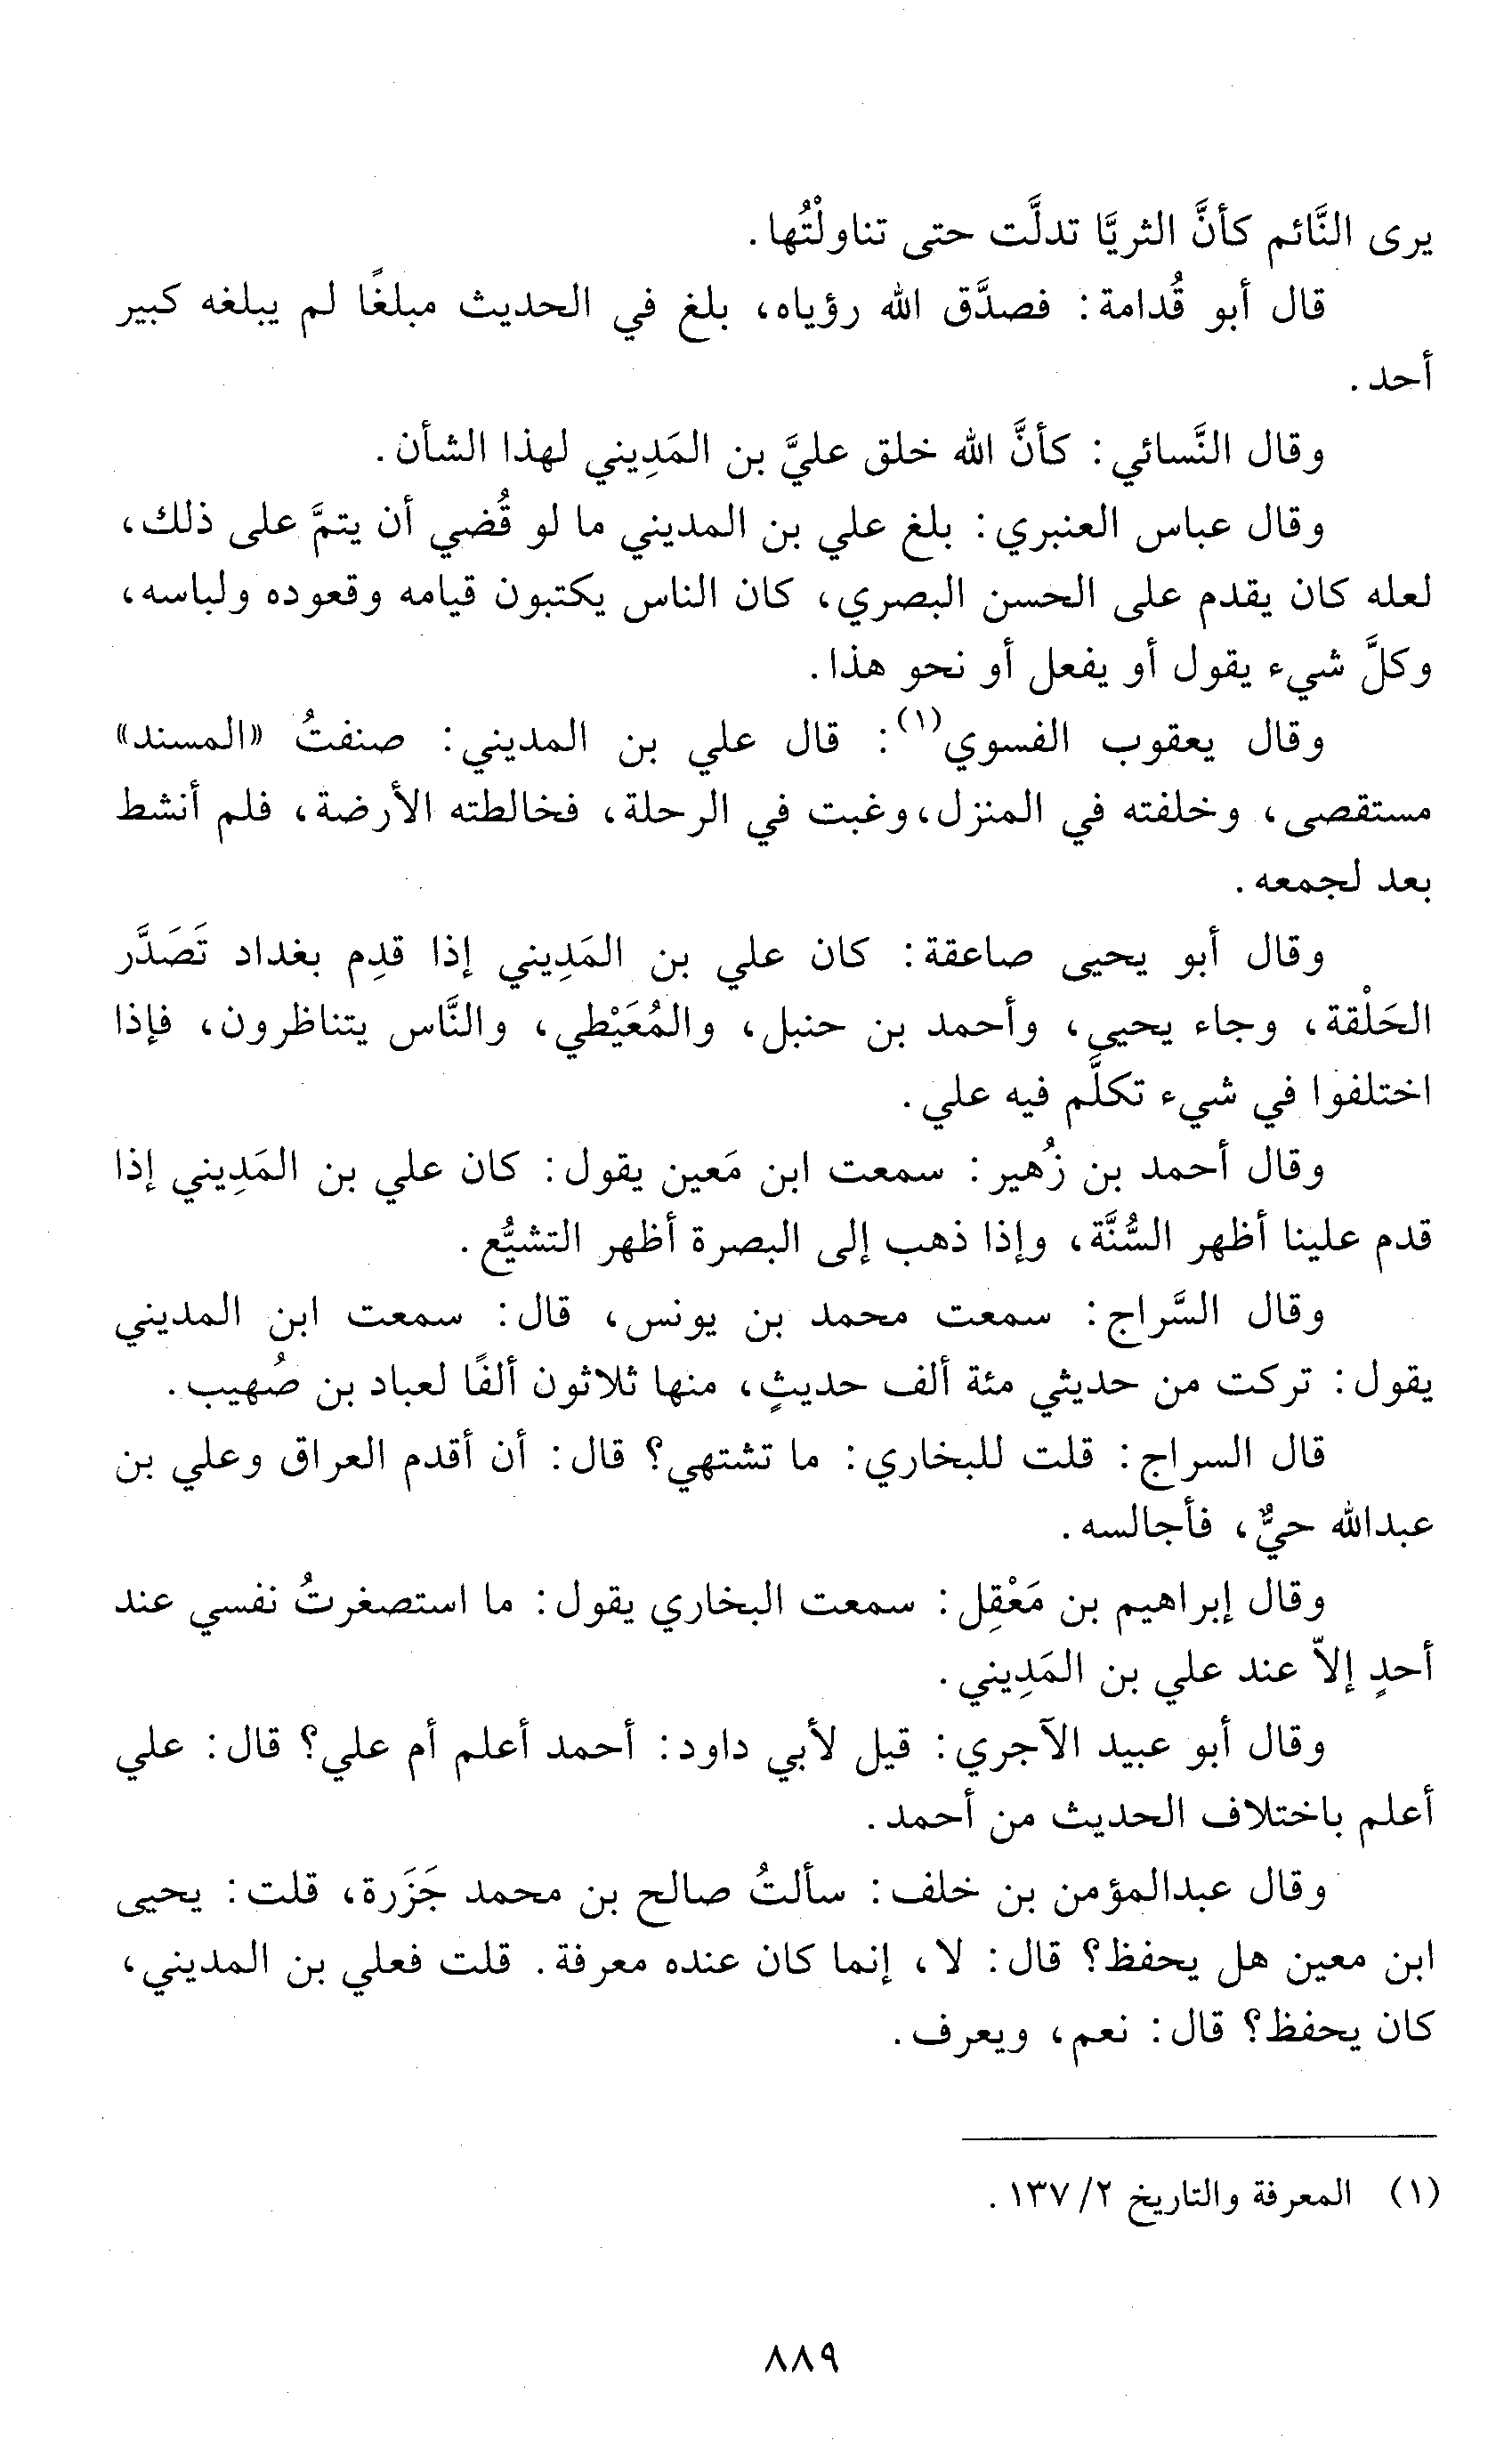 يرى النَّائم كأنَّ الثريَّا تدلَّت حتى تناولْتُها.
قال أبو قُدامة: فصدَّق الله رؤياه، بلغ في الحديث مبلغًا لم يبلغه كبير
أحد.
وقال النَّسائي: كأنَّ الله خلق عليَّ بن المَدِيني لهذا الشأن.
وقال عباس العنبري: بلغ علي بن المديني ما لو قُضي أن يتمَّ على ذلك،
لعله كان يقدم على الحسن البصري، كان الناس يكتبون قيامه وقعوده ولباسه،
وكلَّ شيء يقول أو يفعل أو نحو هذا.
وقال يعقوب الفسوي(١): قال علي بن المديني: صنفتُ «المسند»
مستقصى، وخلفته في المنزل، وغبت في الرحلة، فخالطته الأرضة، فلم أنشط
بعد لجمعه.
وقال أبو يحيى صاعقة: كان علي بن المَدِيني إذا قدِم بغداد تَصَدَّر
الحَلْقة، وجاء يحيى، وأحمد بن حنبل، والمُعَيْطي، والنَّاس يتناظرون، فإذا
اختلفوا في شيء تكلَّم فيه علي.
وقال أحمد بن زُهير: سمعت ابن مَعين يقول: كان علي بن المَدِيني إذا
قدم علينا أظهر السُّنَّة، وإذا ذهب إلى البصرة أظهر التشيُّع.
وقال السَّراج: سمعت محمد بن يونس، قال: سمعت ابن المديني
يقول: تركت من حديثي مئة ألف حديثٍ، منها ثلاثون ألفًا لعباد بن صُهيب.
قال السراج: قلت للبخاري: ما تشتهي؟ قال: أن أقدم العراق وعلي بن
عبدالله حيٌّ، فأجالسه.
وقال إبراهيم بن مَعْقِل: سمعت البخاري يقول: ما استصغرتُ نفسي عند
أحدٍ إلاّ عند علي بن المَدِيني.
وقال أبو عبيد الآجري: قيل لأبي داود: أحمد أعلم أم علي؟ قال: علي
أعلم باختلاف الحديث من أحمد.
وقال عبدالمؤمن بن خلف: سألتُ صالح بن محمد جَزَرة، قلت: يحيى
ابن معين هل يحفظ؟ قال: لا، إنما كان عنده معرفة. قلت فعلي بن المديني،
كان يحفظ؟ قال: نعم، ويعرف.
(١) المعرفة والتاريخ ٢/ ١٣٧.
٨٨٩